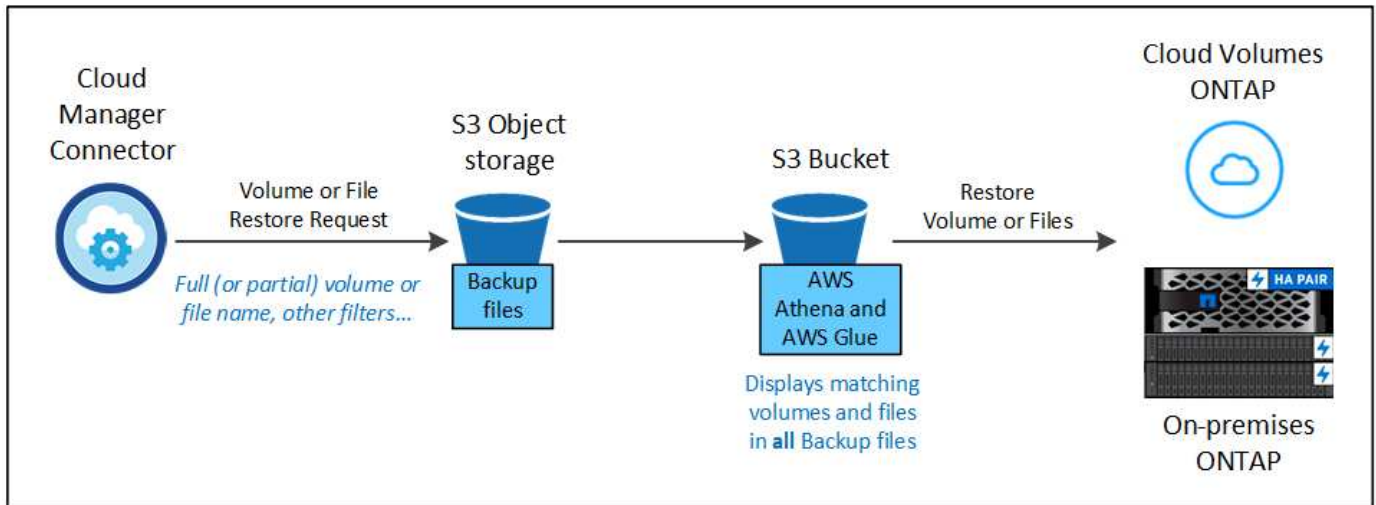 Cloud
Manager
Connector
Volume or File
Restore Request
Full (or partial) volume or
file name, other filters...
S3 Object
storage
Backup
files
S3 Bucket
AWS
Athena and
AWS Glue
Displays matching
volumes and files
in all Backup files
Restore
Volume or Files
Cloud Volumes
ONTAP
HA PAIR
On-premises
ONTAP